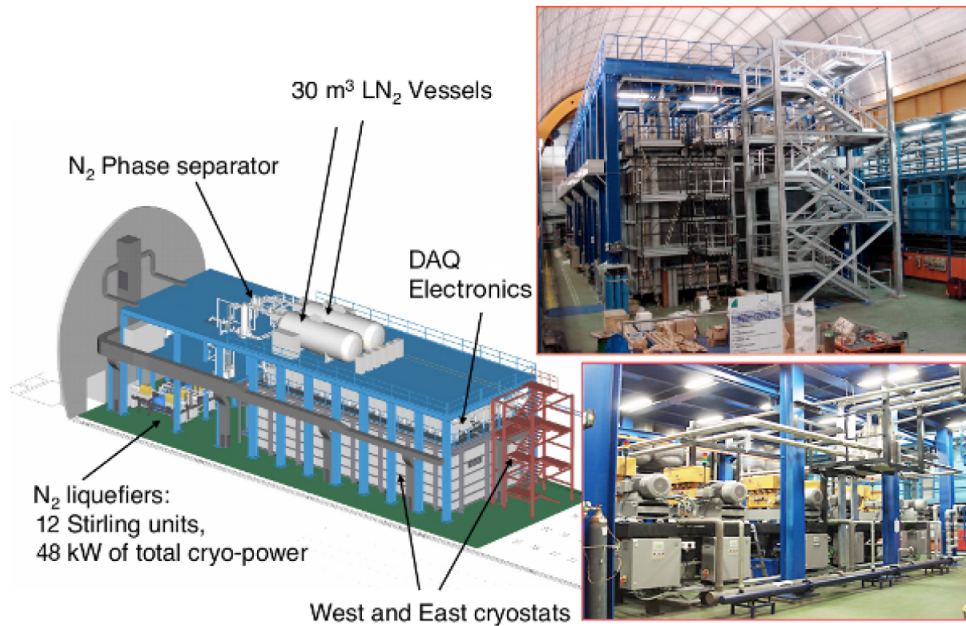 30 m³ LN₂ Vessels
N₂ Phase separator
DAQ
Electronics
N₂ liquefiers:
12 Stirling units,
48 kW of total cryo-power
West and East cryostats